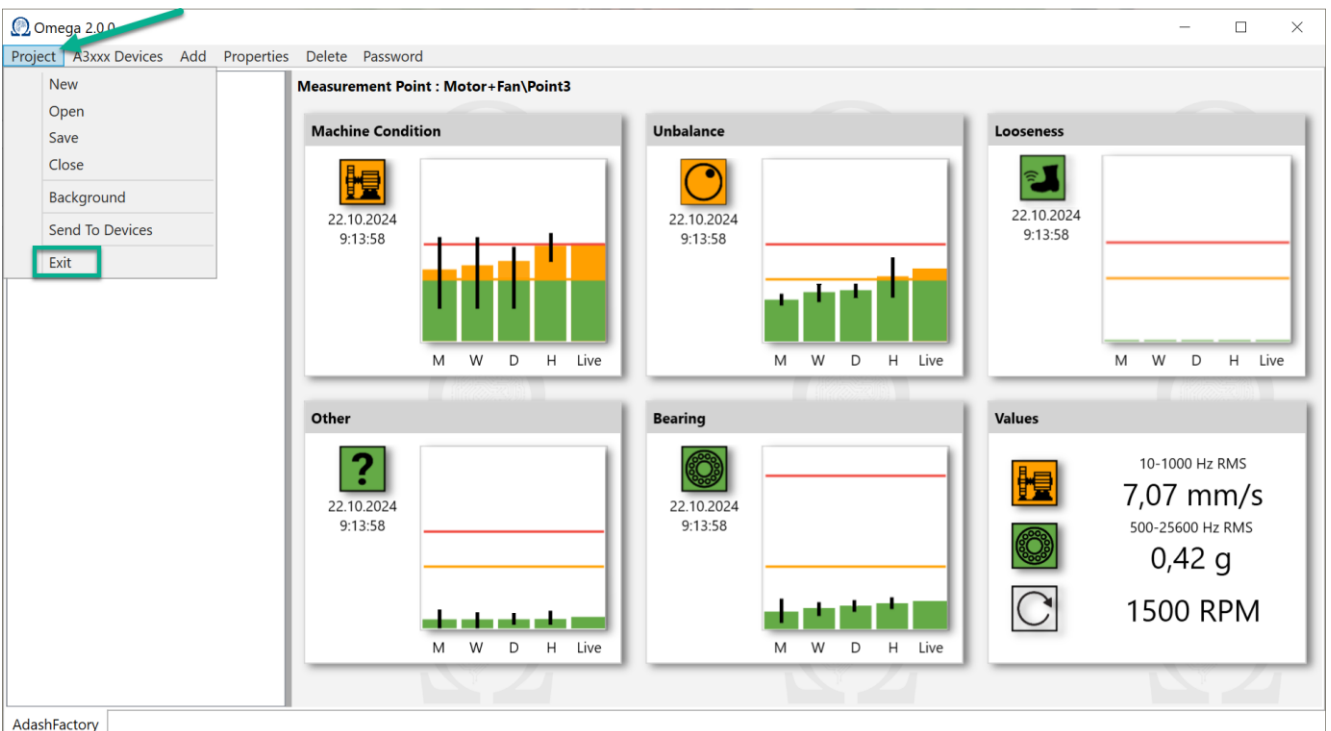 Omega 2.0.0
Project A3xxx Devices Add Properties Delete Password
New
Open
Save
Close
Background
Send To Devices
Exit
Measurement Point : Motor+Fan\Point3
Machine Condition
22.10.2024
9:13:58
M W D H Live
Unbalance
22.10.2024
9:13:58
M W D H Live
Looseness
22.10.2024
9:13:58
M W D H Live
Other
?
22.10.2024
9:13:58
M W D H Live
Bearing
22.10.2024
9:13:58
M W D H Live
Values
10-1000 Hz RMS
7,07 mm/s
500-25600 Hz RMS
0,42 g
1500 RPM
AdashFactory